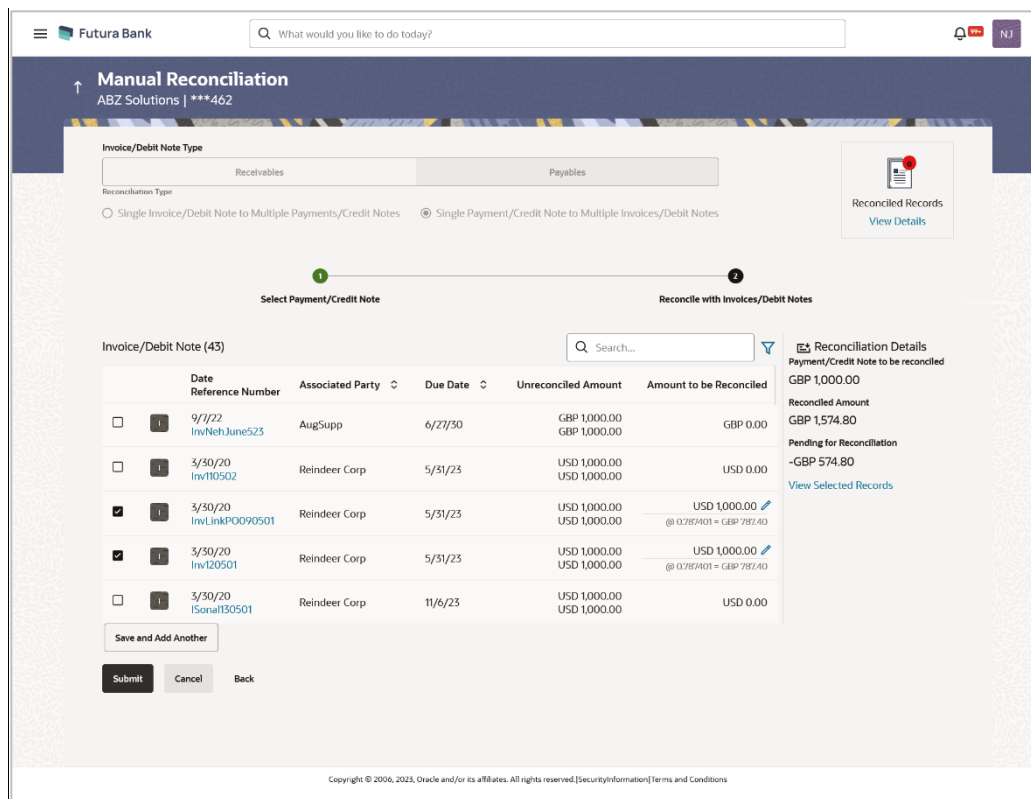 Futura Bank
What would you like to do today?
99+
NJ
Manual Reconciliation
ABZ Solutions | ***462
Invoice/Debit Note Type
Receivables
Payables
Reconciliation Type
Single Invoice/Debit Note to Multiple Payments/Credit Notes
Single Payment/Credit Note to Multiple Invoices/Debit Notes
0
Reconciled Records
View Details
1
2
Select Payment/Credit Note
Reconcile with Invoices/Debit Notes
Invoice/Debit Note (43)
Search...
Date
Reference Number
Associated Party
Due Date
Unreconciled Amount
Amount to be Reconciled
I
9/7/22
InvNehJune523
AugSupp
6/27/30
GBP 1,000.00
GBP 1,000.00
GBP 0.00
I
3/30/20
Inv110502
Reindeer Corp
5/31/23
USD 1,000.00
USD 1,000.00
USD 0.00
I
3/30/20
InvLinkPO090501
Reindeer Corp
5/31/23
USD 1,000.00
USD 1,000.00
USD 1,000.00
@ 0.787401 = GBP 787.40
I
3/30/20
Inv120501
Reindeer Corp
5/31/23
USD 1,000.00
USD 1,000.00
USD 1,000.00
@ 0.787401 = GBP 787.40
I
3/30/20
ISonal130501
Reindeer Corp
11/6/23
USD 1,000.00
USD 1,000.00
USD 0.00
Reconciliation Details
Payment/Credit Note to be reconciled
GBP 1,000.00
Reconciled Amount
GBP 1,574.80
Pending for Reconciliation
-GBP 574.80
View Selected Records
Save and Add Another
Submit
Cancel
Back
Copyright © 2006, 2023, Oracle and/or its affiliates. All rights reserved.|SecurityInformation|Terms and Conditions